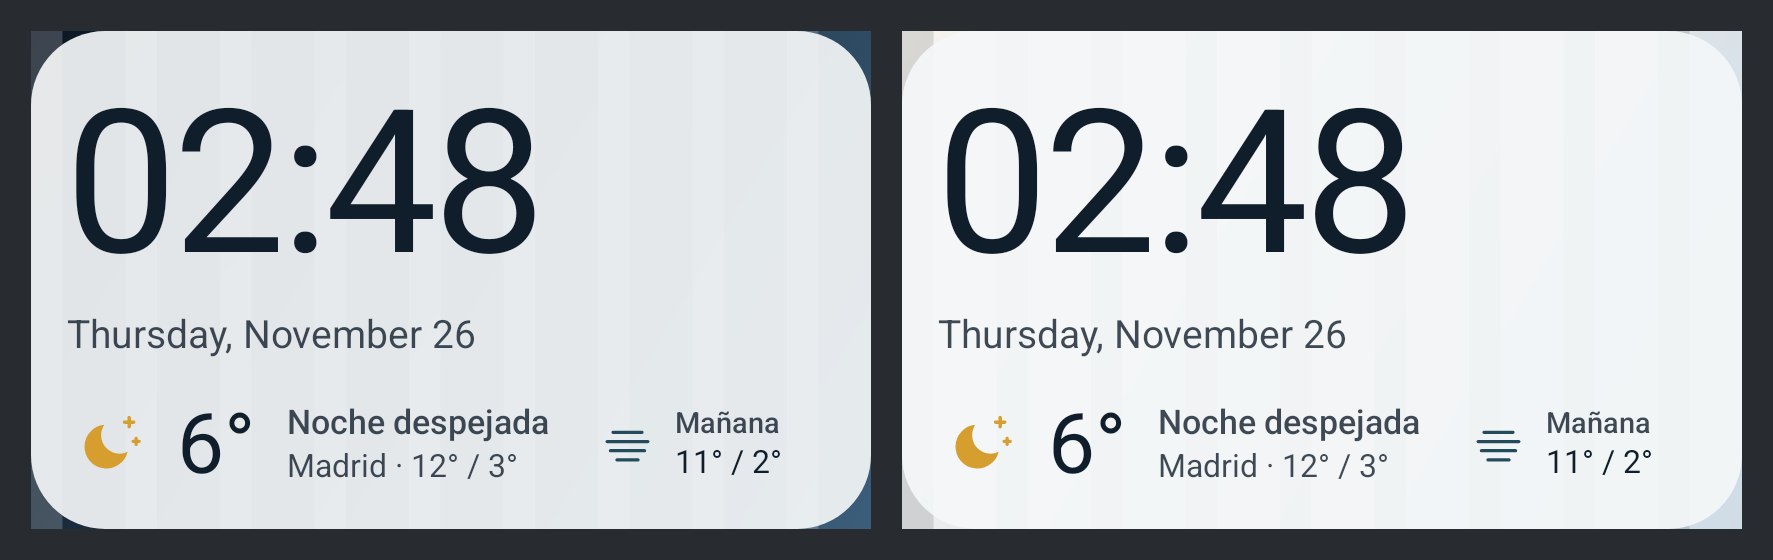 02:48
Thursday, November 26
6° Noche despejada
Madrid · 12° / 3°
Mañana
11° / 2°
02:48
Thursday, November 26
6° Noche despejada
Madrid · 12° / 3°
Mañana
11° / 2°